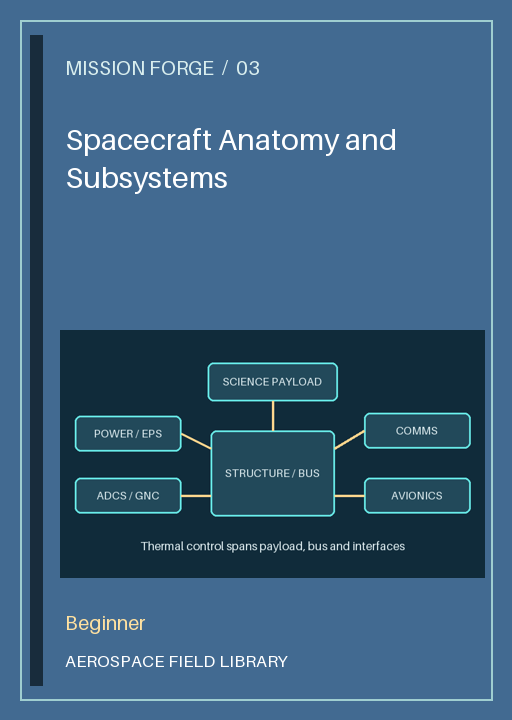 MISSION FORGE / 03
Spacecraft Anatomy and
Subsystems
SCIENCE PAYLOAD
POWER / EPS
COMMS
STRUCTURE / BUS
ADCS / GNC
AVIONICS
Thermal control spans payload, bus and interfaces
Beginner
AEROSPACE FIELD LIBRARY